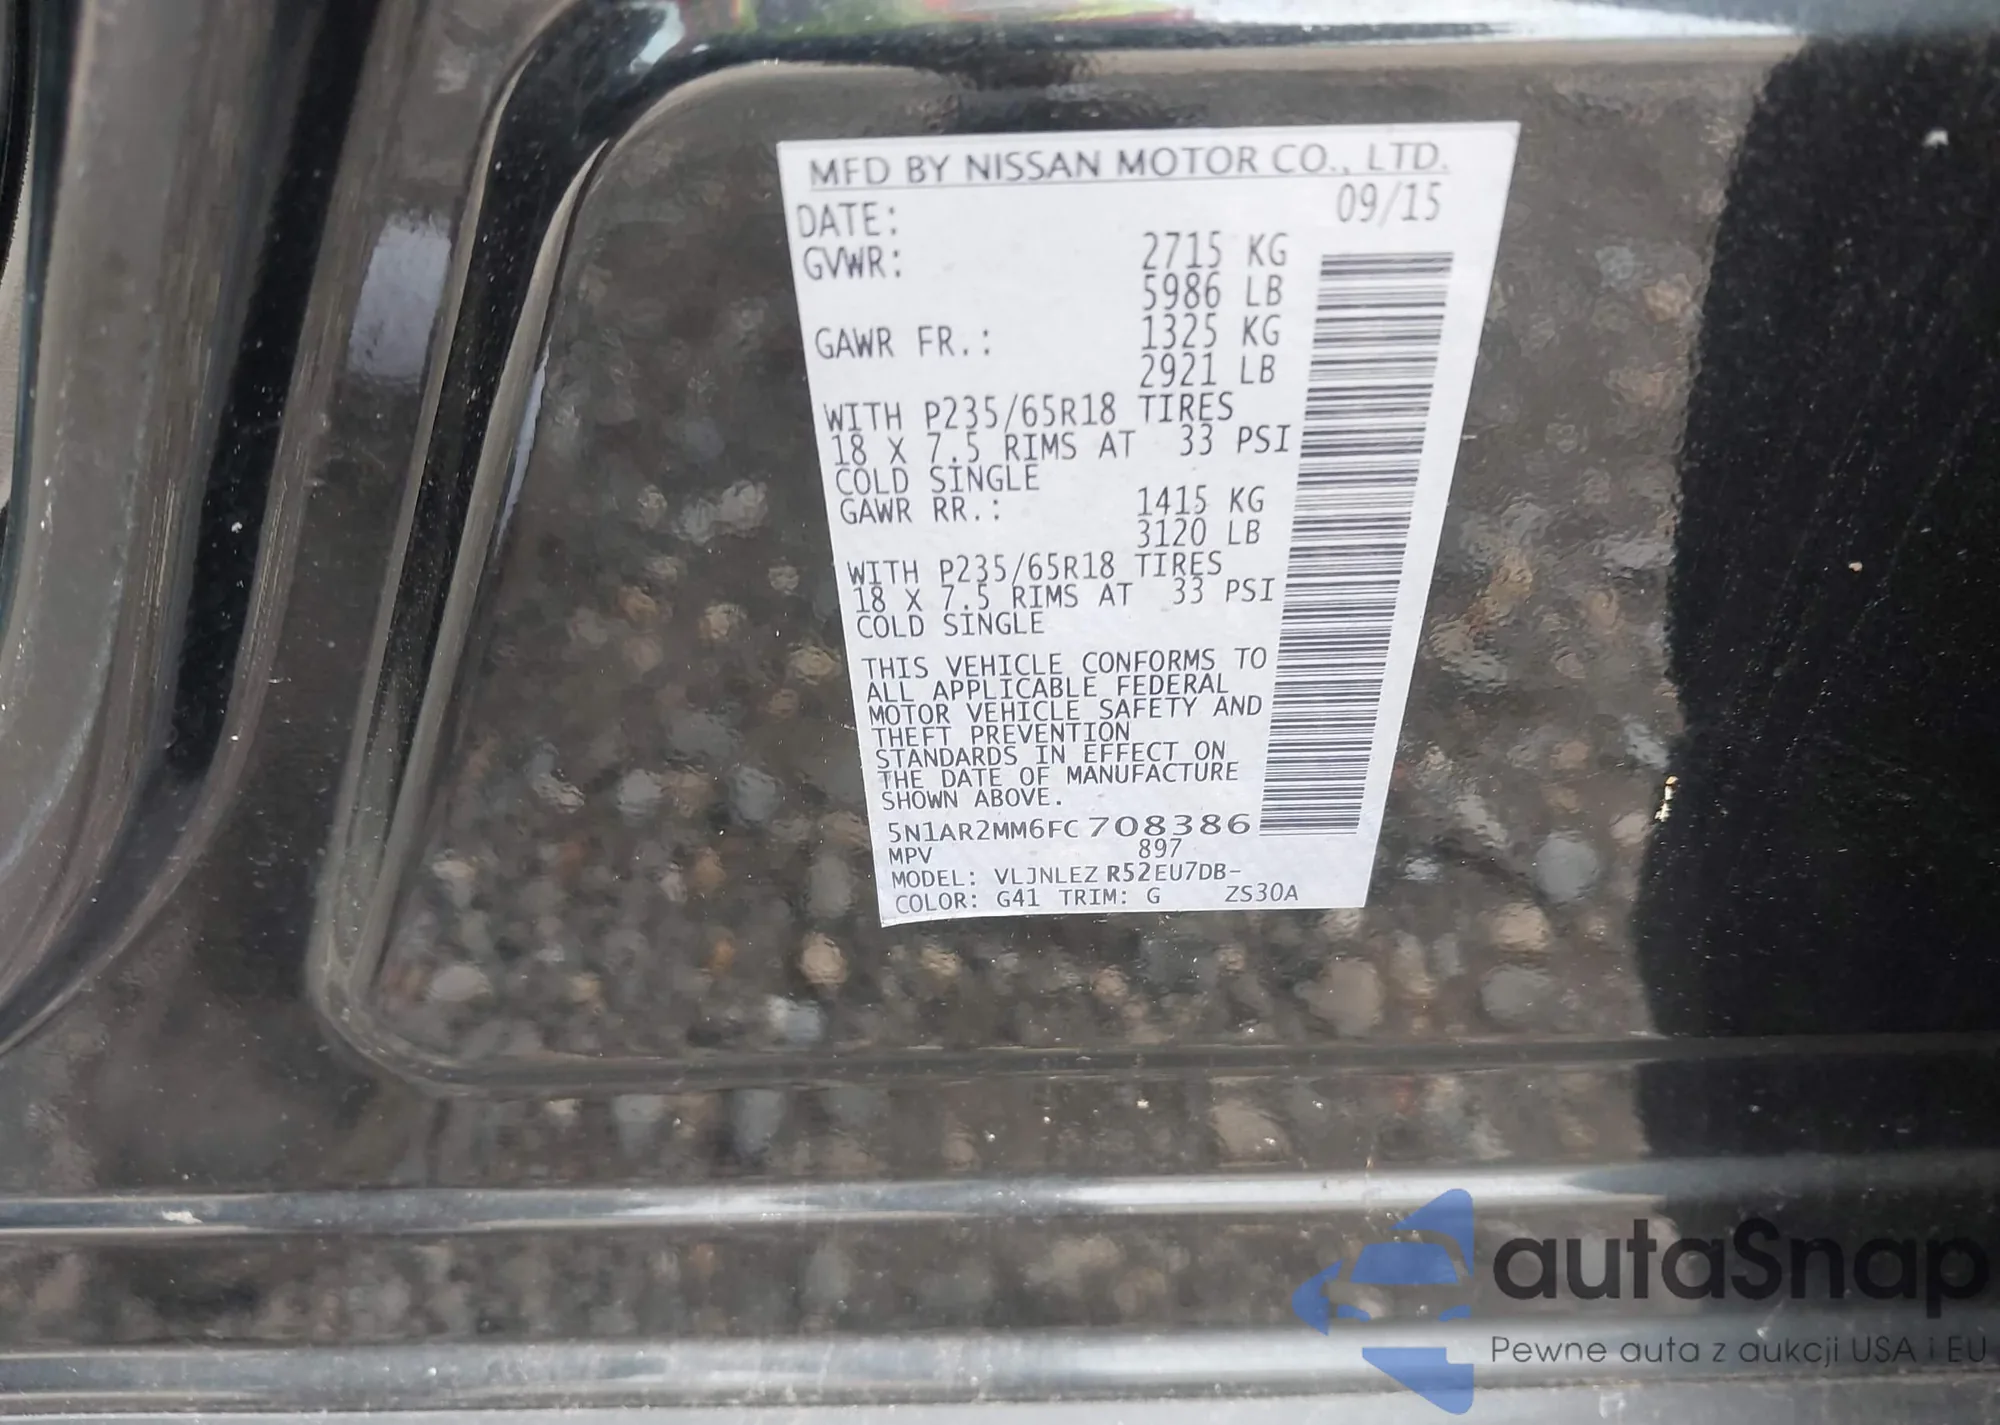 MFD BY NISSAN MOTOR CO., LTD.
DATE: 09/15
GVWR: 2715 KG
5986 LB
GAWR FR.: 1325 KG
2921 LB
WITH P235/65R18 TIRES
18 X 7.5 RIMS AT 33 PSI
COLD SINGLE
GAWR RR.: 1415 KG
3120 LB
WITH P235/65R18 TIRES
18 X 7.5 RIMS AT 33 PSI
COLD SINGLE
THIS VEHICLE CONFORMS TO
ALL APPLICABLE FEDERAL
MOTOR VEHICLE SAFETY AND
THEFT PREVENTION
STANDARDS IN EFFECT ON
THE DATE OF MANUFACTURE
SHOWN ABOVE.
5N1AR2MM6FC 708386
MPV 897
MODEL: VLJNLEZ R52EU7DB-
COLOR: G41 TRIM: G ZS30A
autaSnap
Pewne auta z aukcji USA i EU